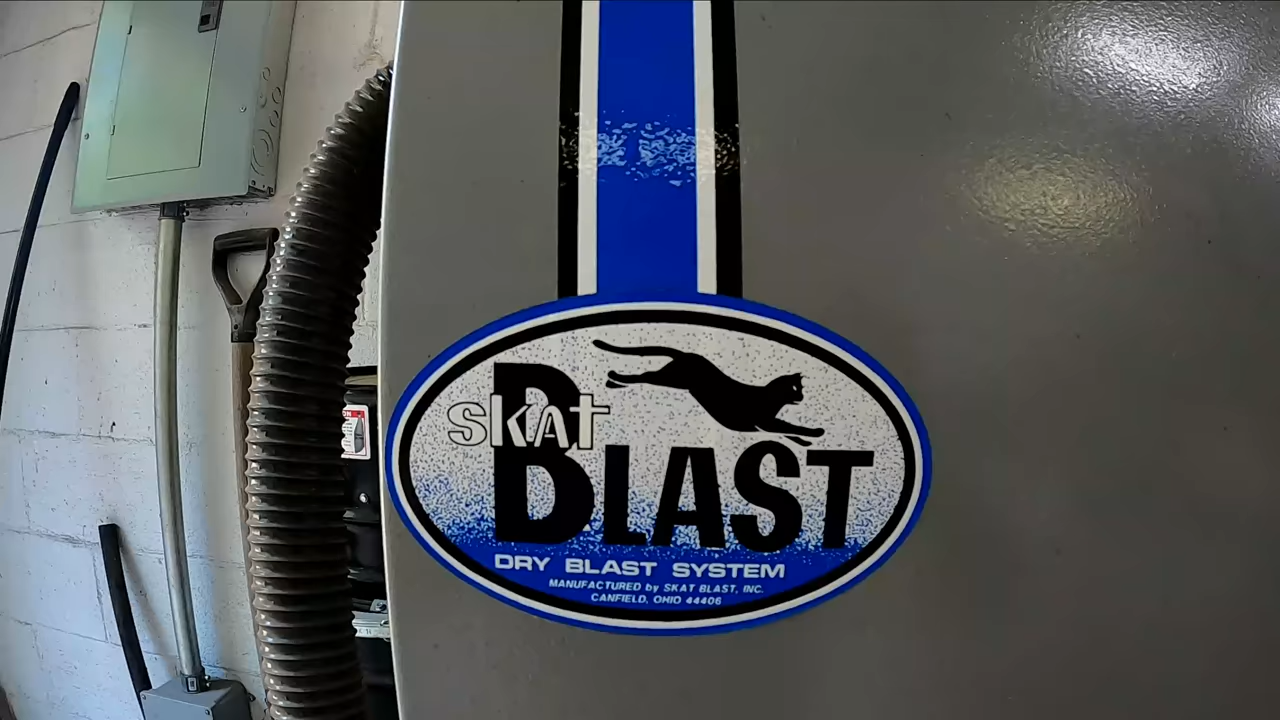 SKAT
BLAST
DRY BLAST SYSTEM
MANUFACTURED by SKAT BLAST, INC.
CANFIELD, OHIO 44406